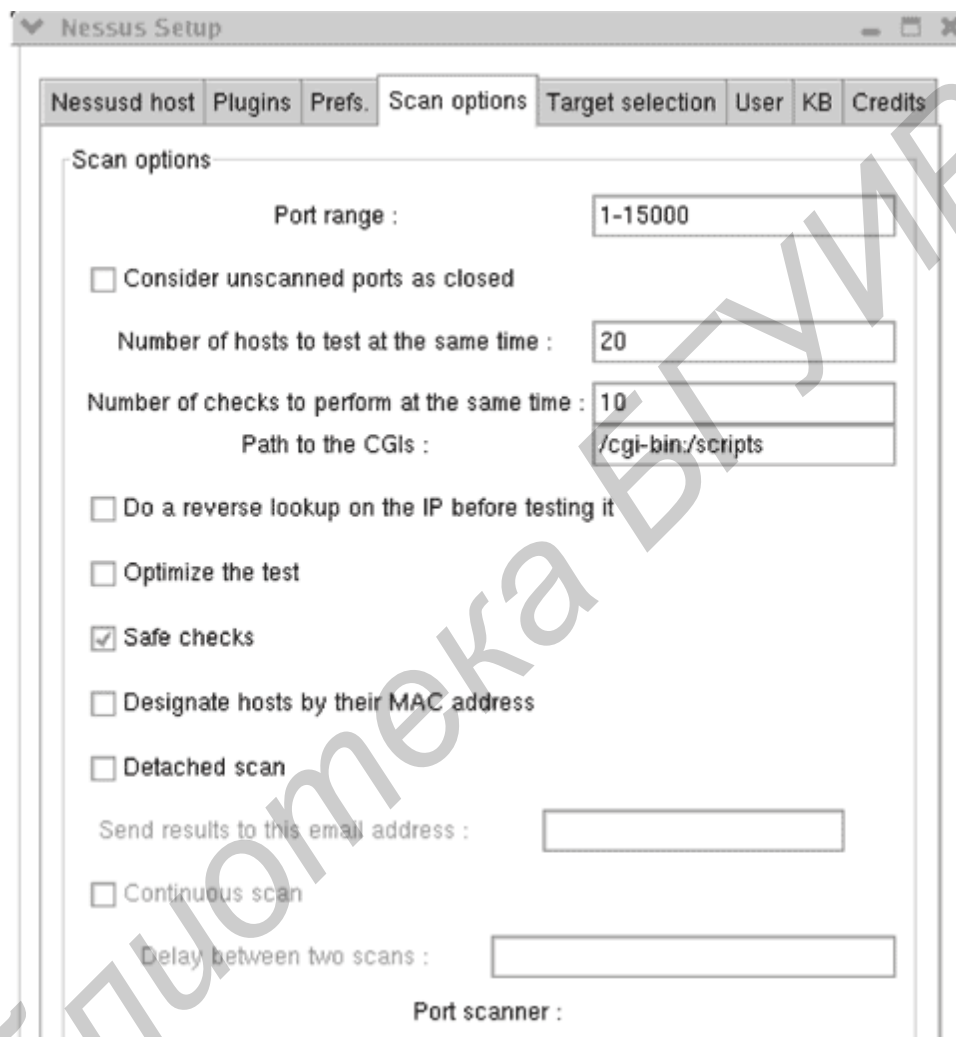 Nessus Setup
Nessusd host Plugins Prefs. Scan options Target selection User KB Credits
Scan options
Port range : 1-15000
Consider unscanned ports as closed
Number of hosts to test at the same time : 20
Number of checks to perform at the same time : 10
Path to the CGIs : /cgi-bin:/scripts
Do a reverse lookup on the IP before testing it
Optimize the test
Safe checks
Designate hosts by their MAC address
Detached scan
Send results to this email address :
Continuous scan
Delay between two scans :
Port scanner :
БГУИР